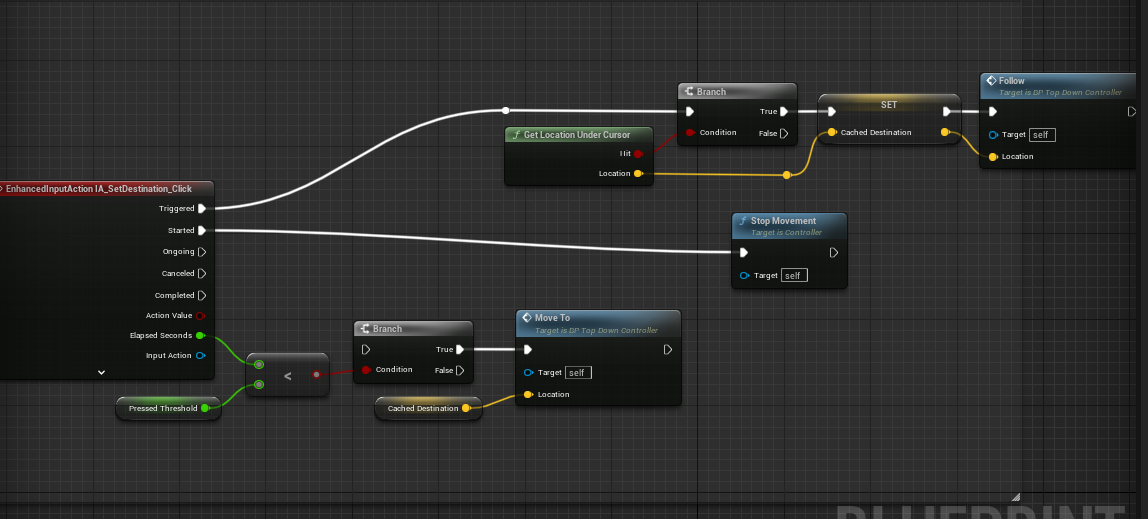 Follow
Target is BP Top Down Controller
Target
self
Location
Branch
True
Condition
False
SET
Cached Destination
Get Location Under Cursor
Hit
Location
EnhancedInputAction IA_SetDestination_Click
Triggered
Started
Ongoing
Canceled
Completed
Action Value
Elapsed Seconds
Input Action
Stop Movement
Target is Controller
Target
self
Branch
True
Condition
False
Move To
Target is BP Top Down Controller
Target
self
Location
<
Pressed Threshold
Cached Destination
BLUEPRINT